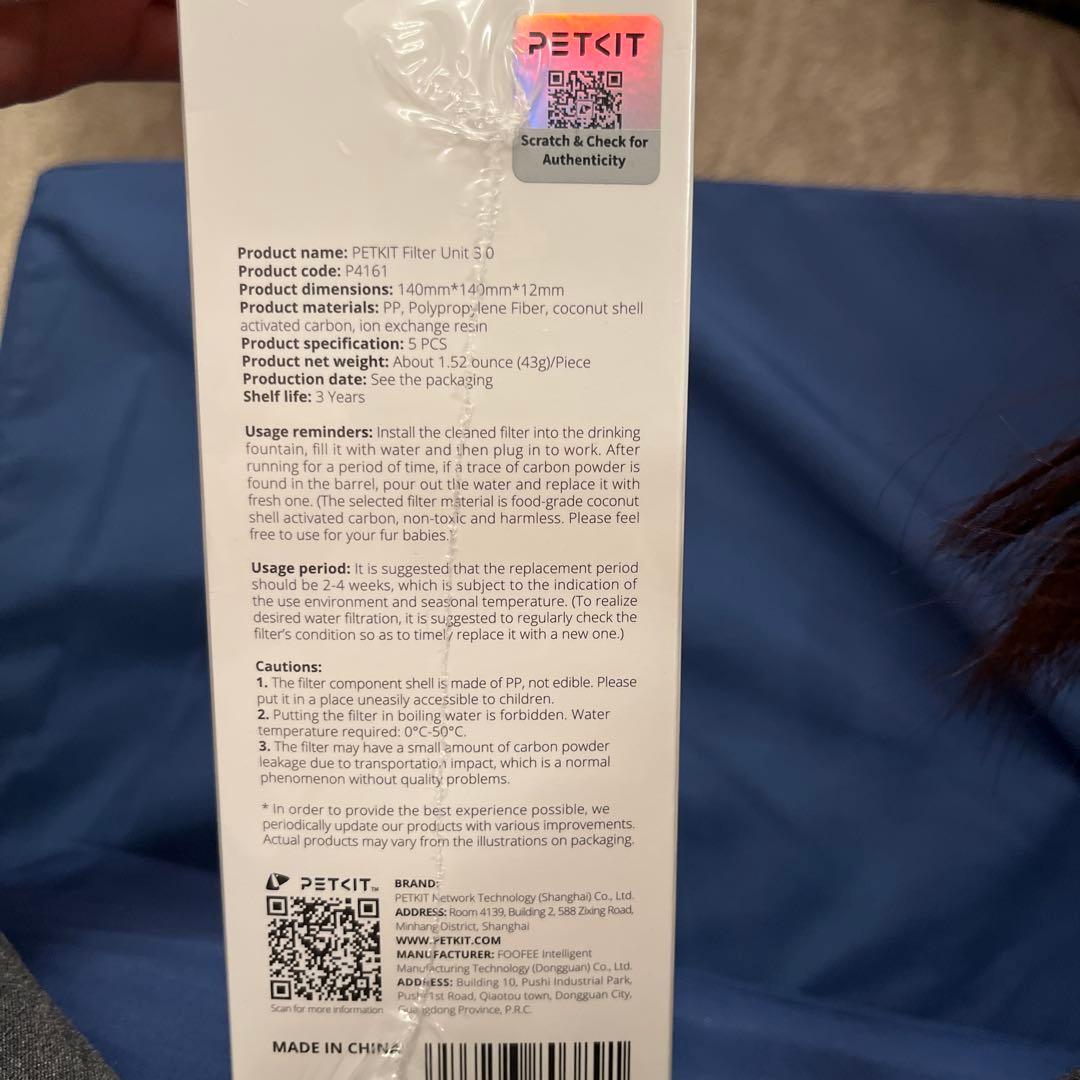 PETKIT
Scratch & Check for
Authenticity
Product name: PETKIT Filter Unit 3.0
Product code: P4161
Product dimensions: 140mm*140mm*12mm
Product materials: PP, Polypropylene Fiber, coconut shell
activated carbon, ion exchange resin
Product specification: 5 PCS
Product net weight: About 1.52 ounce (43g)/Piece
Production date: See the packaging
Shelf life: 3 Years
Usage reminders: Install the cleaned filter into the drinking
fountain, fill it with water and then plug in to work. After
running for a period of time, if a trace of carbon powder is
found in the barrel, pour out the water and replace it with
fresh one. (The selected filter material is food-grade coconut
shell activated carbon, non-toxic and harmless. Please feel
free to use for your fur babies.)
Usage period: It is suggested that the replacement period
should be 2-4 weeks, which is subject to the indication of
the use environment and seasonal temperature. (To realize
desired water filtration, it is suggested to regularly check the
filter's condition so as to timely replace it with a new one.)
Cautions:
1. The filter component shell is made of PP, not edible. Please
put it in a place uneasily accessible to children.
2. Putting the filter in boiling water is forbidden. Water
temperature required: 0°C-50°C.
3. The filter may have a small amount of carbon powder
leakage due to transportation impact, which is a normal
phenomenon without quality problems.
* In order to provide the best experience possible, we
periodically update our products with various improvements.
Actual products may vary from the illustrations on packaging.
PETKIT™
Scan for more information
BRAND:
PETKIT Network Technology (Shanghai) Co., Ltd.
ADDRESS: Room 4139, Building 2, 588 Zixing Road,
Minhang District, Shanghai
WWW.PETKIT.COM
MANUFACTURER: FOOFEE Intelligent
Manufacturing Technology (Dongguan) Co., Ltd.
ADDRESS: Building 10, Pushi Industrial Park,
Pushi 1st Road, Qiaotou town, Dongguan City,
Guangdong Province, P.R.C.
MADE IN CHINA